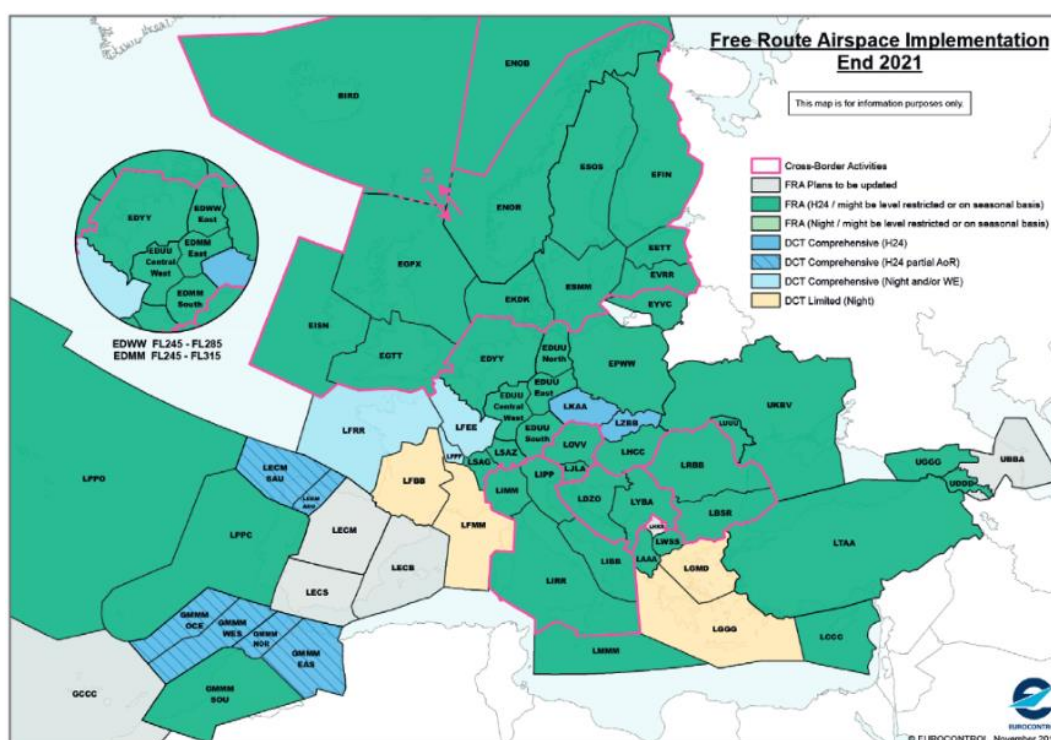 Free Route Airspace Implementation
End 2021
This map is for information purposes only.
Cross-Border Activities
FRA Plans to be updated
FRA (H24 / might be level restricted or on seasonal basis)
FRA (Night / might be level restricted or on seasonal basis)
DCT Comprehensive (H24)
DCT Comprehensive (H24 partial AoR)
DCT Comprehensive (Night and/or WE)
DCT Limited (Night)
BIRD
ENOB
ESOS
EFIN
ENOR
EGPX
EETT
EVRR
EYVC
ESMM
EKDK
EISN
EGTT
EDYY
EDWW
East
EDUU
Central
West
EDMM
East
EDMM
South
EDWW FL245 - FL285
EDMM FL245 - FL315
EDYY
EDUU
North
EPWW
EDUU
East
EDUU
Central
West
EDUU
South
LKAA
LZBB
UKBV
LUUU
LFRR
LFEE
LFFF
LSAG
LSAZ
LOVV
LHCC
LRBB
LJLA
LIPP
LIMM
LDZO
LYBA
LBSR
LFBB
LFMM
LPPO
LECM
SAU
LECM
LPPC
LECS
LECB
LIRR
LIBB
LAAA
LWSS
LGMD
LGGG
LTAA
UGGG
UDDD
UBBA
LCCC
LMMM
GMMM
OCE
GMMM
WES
GMMM
NOR
GMMM
EAS
GMMM
SOU
GCCC
EUROCONTROL
© EUROCONTROL, November 20